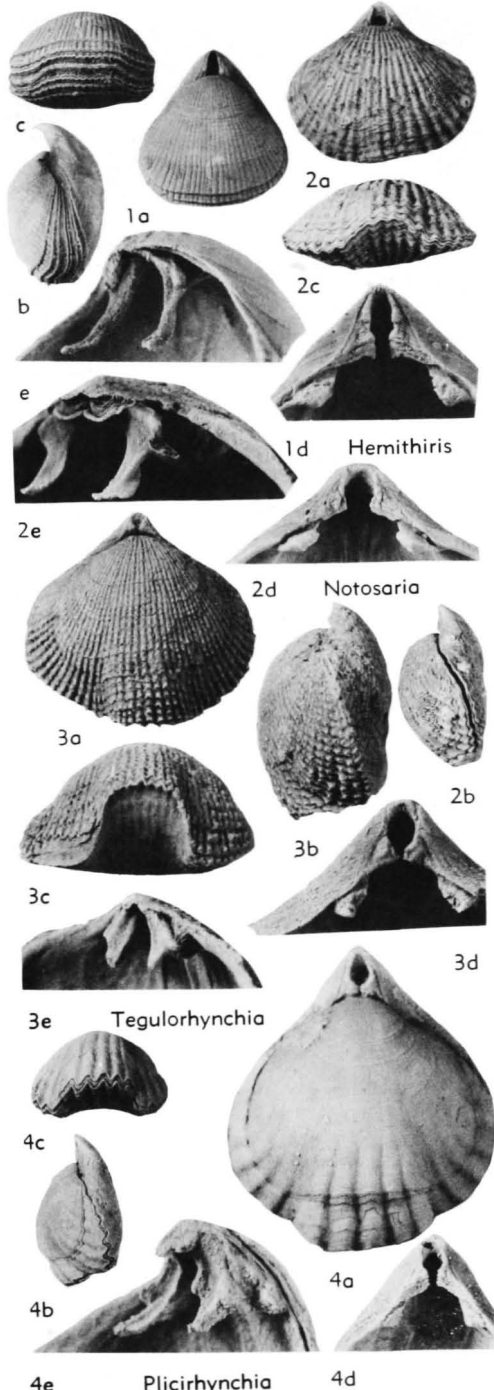 c
1a
2a
2c
b
e
1d Hemithiris
2e
2d Notosaria
3a
2b
3b
3c
3d
3e Tegulorhynchia
4c
4a
4b
4e Plicirhynchia 4d